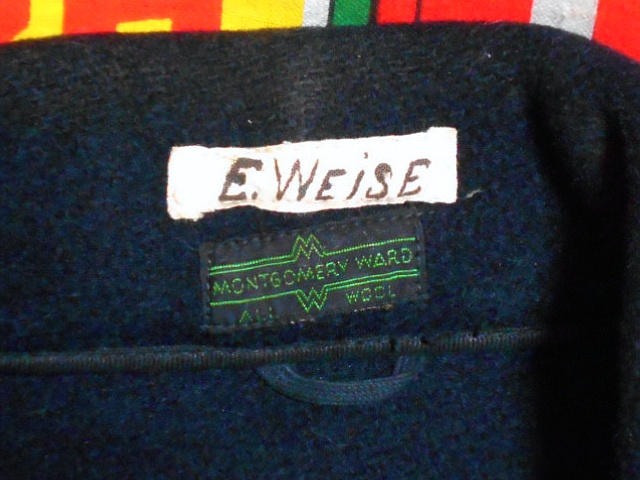 E. WEiSE
M
MONTGOMERY WARD
W
ALL WOOL